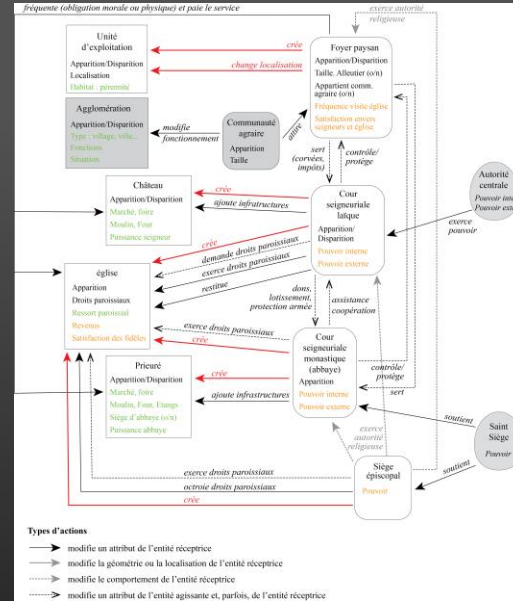 fréquente (obligation morale ou physique) et paie le service
exerce autorité
religieuse
Unité
d'exploitation
Apparition/Disparition
Localisation
Habitat : pérennité
crée
change localisation
Foyer paysan
Apparition/Disparition
Taille. Alleutier (o/n)
Appartient comm.
agraire (o/n)
Fréquence visite église
Satisfaction envers
seigneurs et église
Agglomération
Apparition/Disparition
Type : village, ville...
Fonctions
Situation
modifie
fonctionnement
Communauté
agraire
Apparition
Taille
attire
sert
(corvées,
impôts)
contrôle/
protège
Autorité
centrale
Pouvoir
Pouvoir
exerce
pouvoir
Château
Apparition/Disparition
Marché, foire
Moulin, Four
Puissance seigneur
crée
ajoute infrastructures
Cour
seigneuriale
laïque
Apparition/
Disparition
Pouvoir interne
Pouvoir externe
crée
demande droits paroissiaux
exerce droits paroissiaux
restitue
église
Apparition
Droits paroissiaux
Ressort paroissial
Revenus
Satisfaction des fidèles
dons,
lotissement,
protection armée
assistance
coopération
exerce droits paroissiaux
crée
Cour
seigneuriale
monastique
(abbaye)
Apparition
Pouvoir interne
Pouvoir externe
contrôle/
protège
sert
Prieuré
Apparition/Disparition
Marché, foire
Moulin, Four, Etangs
Siège d'abbaye (o/n)
Puissance abbaye
crée
ajoute infrastructures
soutient
Saint
Siège
Pouvoir
exerce
autorité
religieuse
soutient
Siège
épiscopal
Pouvoir
exerce droits paroissiaux
octroie droits paroissiaux
crée
Types d'actions
modifie un attribut de l'entité réceptrice
modifie la géométrie ou la localisation de l'entité réceptrice
modifie le comportement de l'entité réceptrice
modifie un attribut de l'entité agissante et, parfois, de l'entité réceptrice